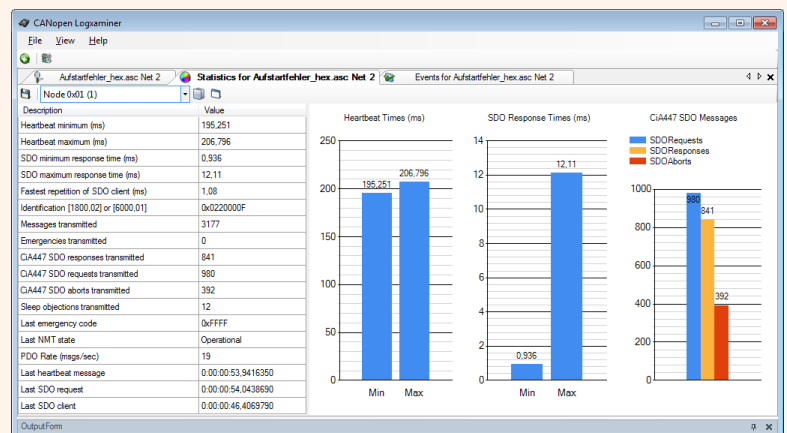 CANopen Logxaminer
File View Help
Aufstartfehler_hex.asc Net 2 Statistics for Aufstartfehler_hex.asc Net 2 Events for Aufstartfehler_hex.asc Net 2
Node 0x01 (1)
Description Value
Heartbeat minimum (ms) 195,251
Heartbeat maximum (ms) 206,796
SDO minimum response time (ms) 0,936
SDO maximum response time (ms) 12,11
Fastest repetition of SDO client (ms) 1,08
Identification [1800,02] or [6000,01] 0x0220000F
Messages transmitted 3177
Emergencies transmitted 0
CiA447 SDO responses transmitted 841
CiA447 SDO requests transmitted 980
CiA447 SDO aborts transmitted 392
Sleep objections transmitted 12
Last emergency code 0xFFFF
Last NMT state Operational
PDO Rate (msgs/sec) 19
Last heartbeat message 0:00:00:53,9416350
Last SDO request 0:00:00:54,0438690
Last SDO client 0:00:00:46,4069790
Heartbeat Times (ms)
250
200
150
100
50
0
195,251
206,796
Min Max
SDO Response Times (ms)
14
12
10
8
6
4
2
0
0,936
12,11
Min Max
CiA447 SDO Messages
SDORequests
SDOResponses
SDOAborts
1000
800
600
400
200
0
980
841
392
OutputForm